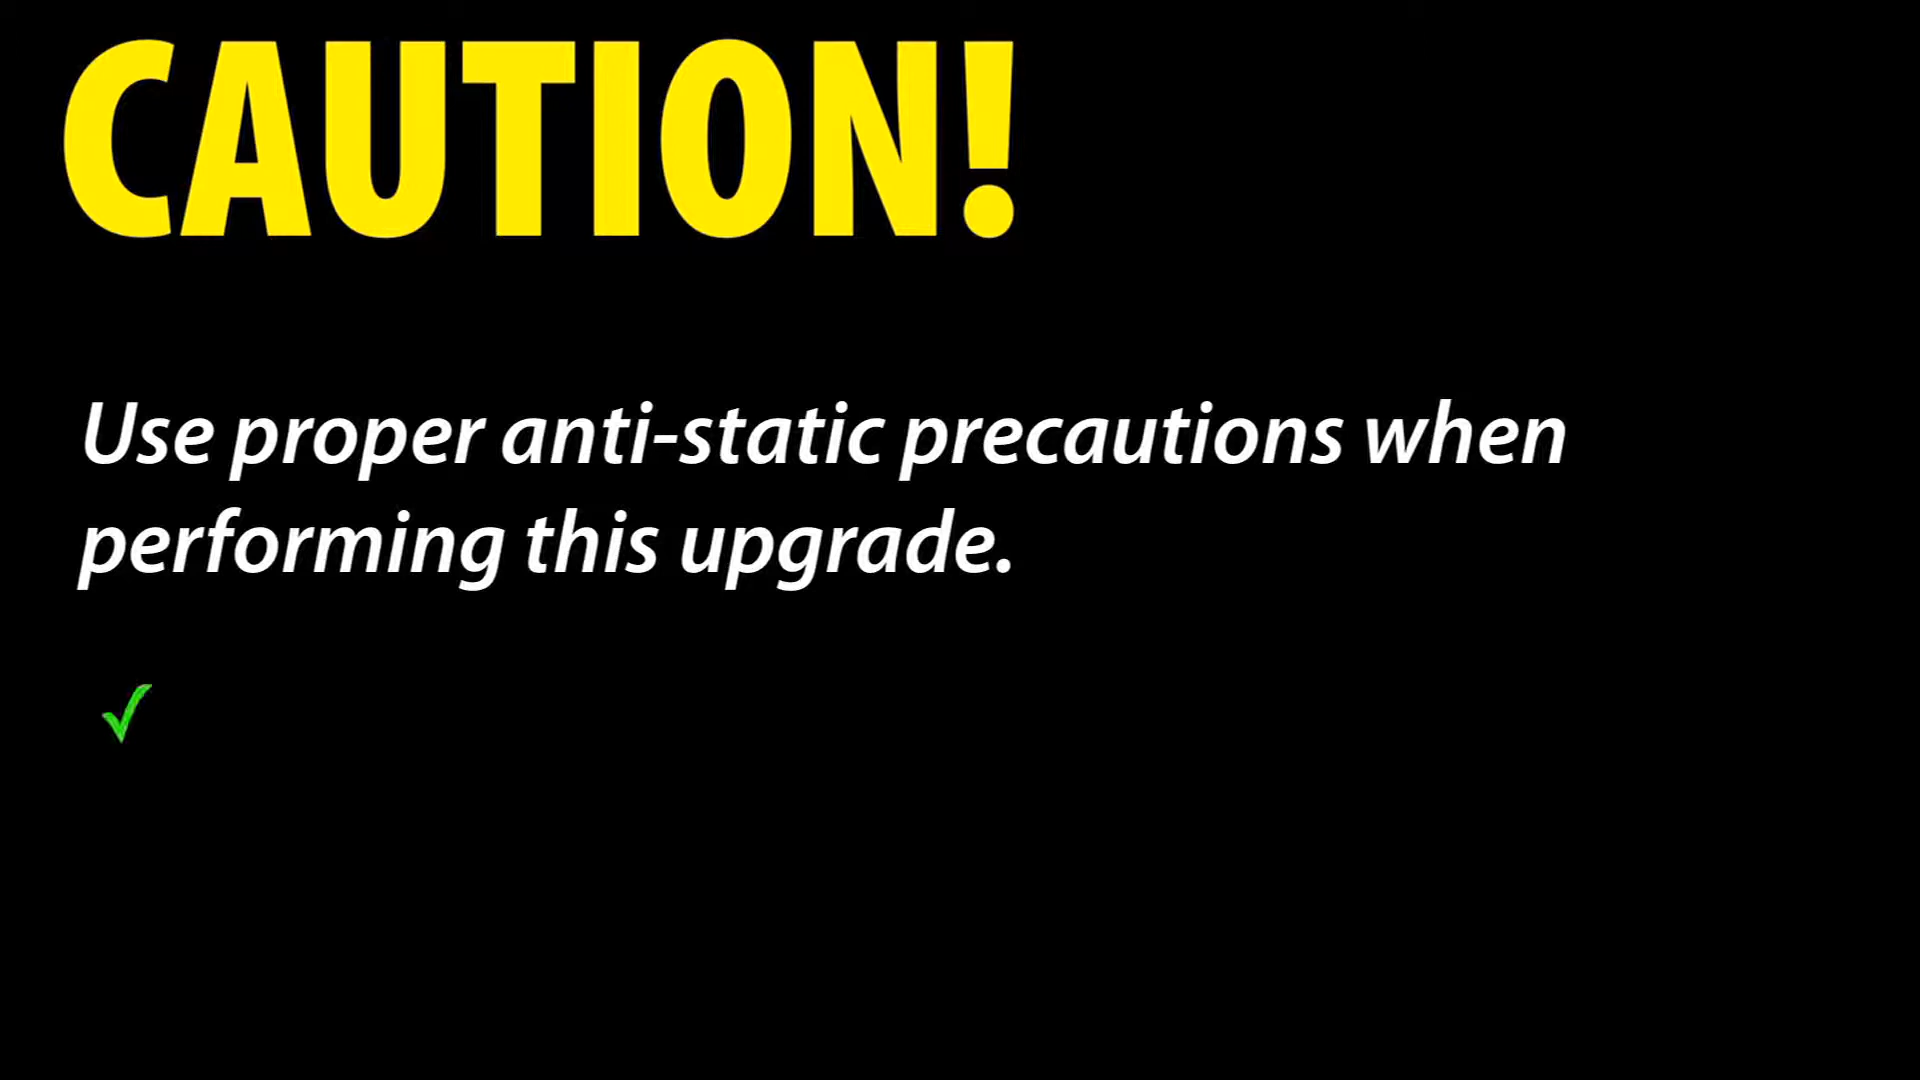 CAUTION!
Use proper anti-static precautions when
performing this upgrade.